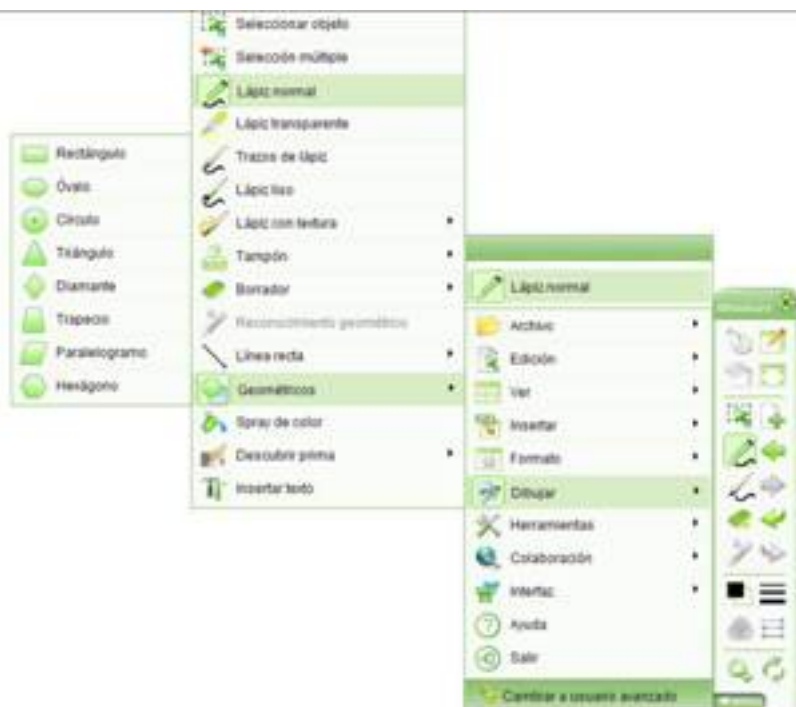 Seleccionar objeto
Selección múltiple
Lápiz normal
Lápiz transparente
Trazos de lápiz
Lápiz liso
Lápiz con textura
Tampón
Borrador
Reconocimiento geométrico
Línea recta
Geométricos
Spray de color
Descubrir prima
Insertar texto
Rectángulo
Óvalo
Círculo
Triángulo
Diamante
Trapecio
Paralelogramo
Hexágono
Lápiz normal
Archivo
Edición
Ver
Insertar
Formato
Dibujar
Herramientas
Colaboración
Interfaz
Ayuda
Salir
Cambiar a usuario avanzado